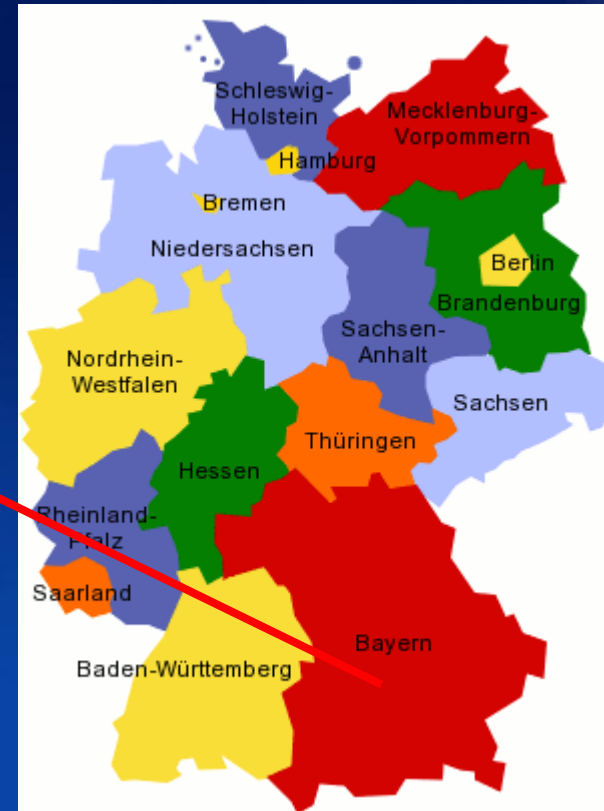 Schleswig-
Holstein
Mecklenburg-
Vorpommern
Hamburg
Bremen
Niedersachsen
Berlin
Brandenburg
Sachsen-
Anhalt
Nordrhein-
Westfalen
Sachsen
Thüringen
Hessen
Rheinland-
Pfalz
Saarland
Bayern
Baden-Württemberg